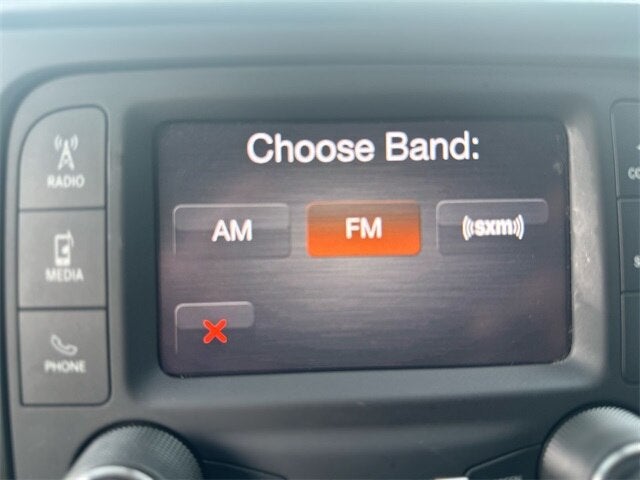 Choose Band:
RADIO
AM
FM
((sxm))
MEDIA
PHONE